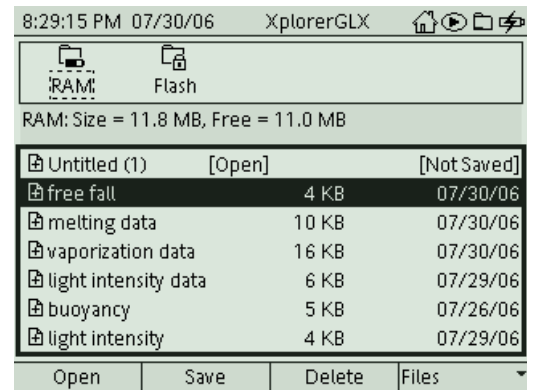 8:29:15 PM 07/30/06 XplorerGLX
RAM Flash
RAM: Size = 11.8 MB, Free = 11.0 MB
Untitled (1) [Open] [Not Saved]
free fall 4 KB 07/30/06
melting data 10 KB 07/30/06
vaporization data 16 KB 07/30/06
light intensity data 6 KB 07/29/06
buoyancy 5 KB 07/26/06
light intensity 4 KB 07/29/06
Open Save Delete Files